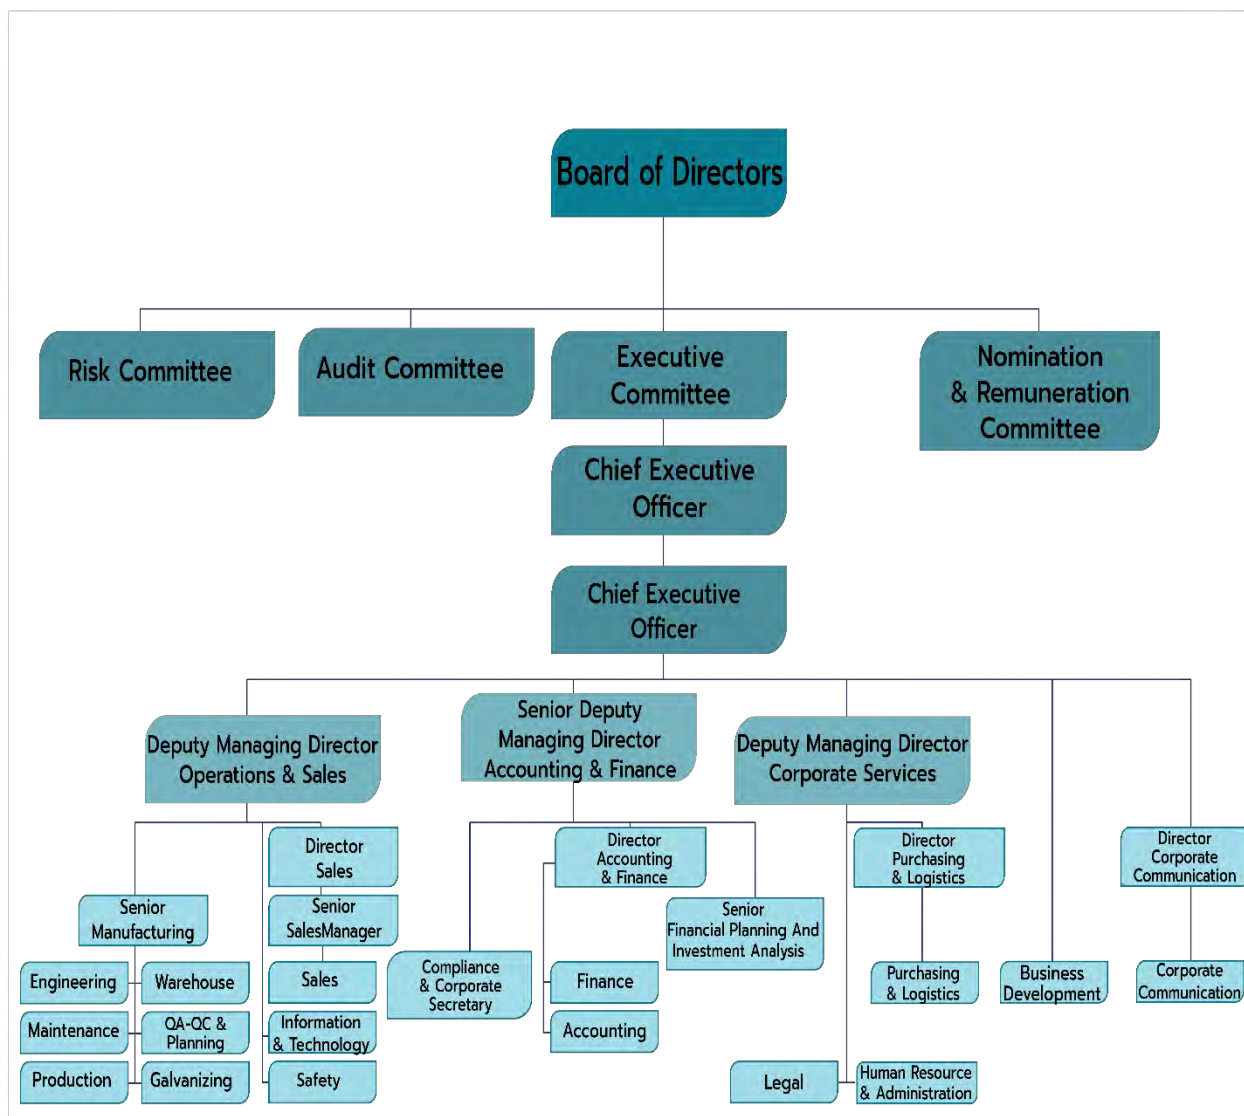 Board of Directors
Risk Committee
Audit Committee
Executive
Committee
Nomination
& Remuneration
Committee
Chief Executive
Officer
Chief Executive
Officer
Deputy Managing Director
Operations & Sales
Senior Deputy
Managing Director
Accounting & Finance
Deputy Managing Director
Corporate Services
Director
Sales
Director
Accounting
& Finance
Director
Purchasing
& Logistics
Director
Corporate
Communication
Senior
Manufacturing
Senior
SalesManager
Senior
Financial Planning And
Investment Analysis
Engineering
Warehouse
Sales
Compliance
& Corporate
Secretary
Finance
Purchasing
& Logistics
Business
Development
Corporate
Communication
Maintenance
QA-QC &
Planning
Information
& Technology
Accounting
Production
Galvanizing
Safety
Legal
Human Resource
& Administration